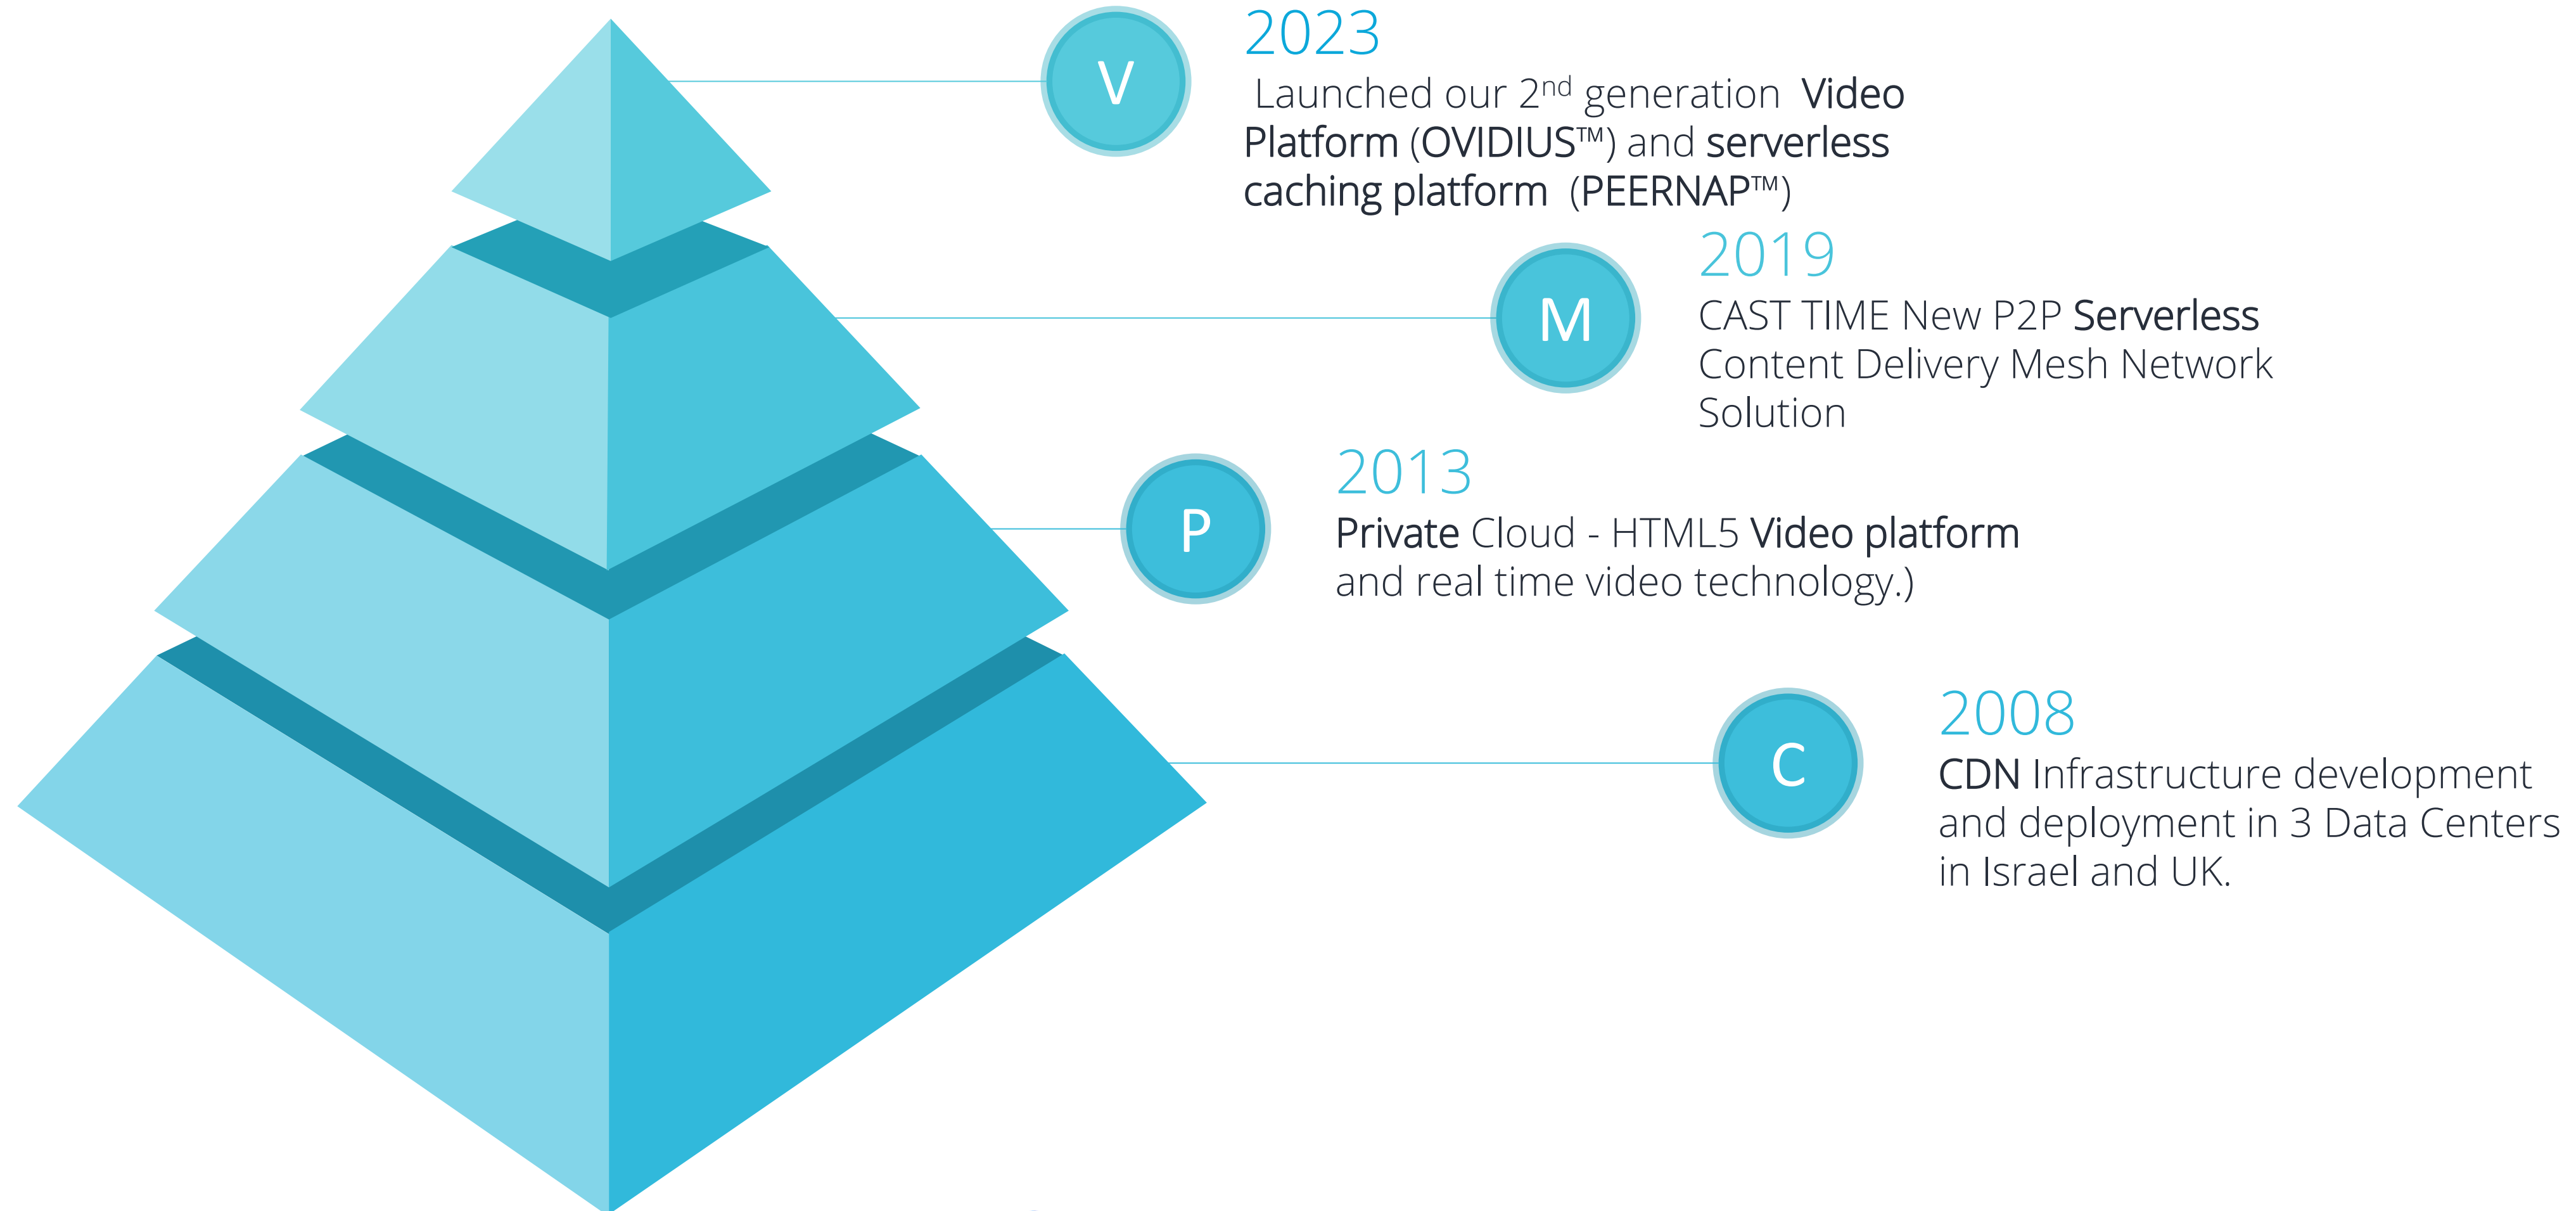 V
2023
Launched our 2nd generation Video
Platform (OVIDIUS™) and serverless
caching platform (PEERNAP™)
M
2019
CAST TIME New P2P Serverless
Content Delivery Mesh Network
Solution
P
2013
Private Cloud - HTML5 Video platform
and real time video technology.)
C
2008
CDN Infrastructure development
and deployment in 3 Data Centers
in Israel and UK.